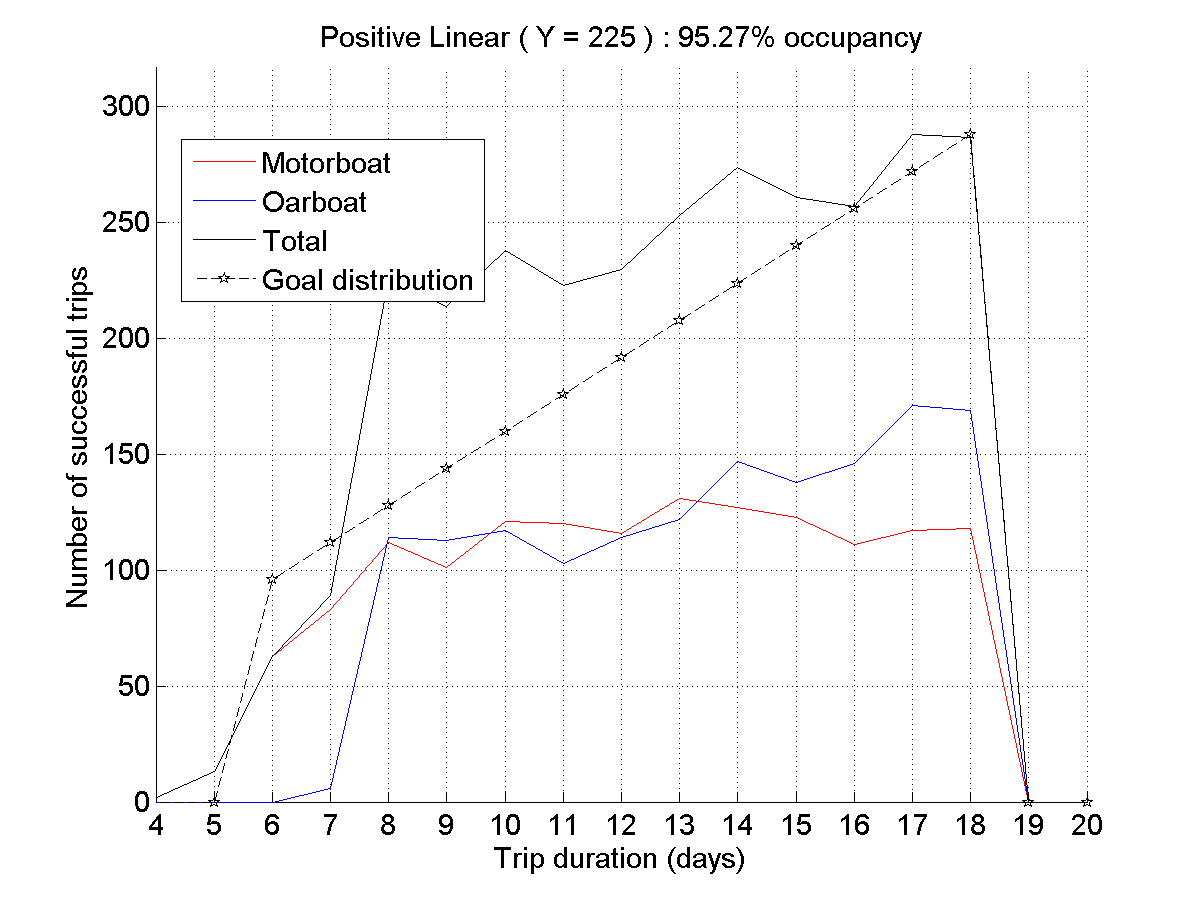 Positive Linear ( Y = 225 ) : 95.27% occupancy
300
250
200
150
100
50
0
Number of successful trips
Motorboat
Oarboat
Total
Goal distribution
4 5 6 7 8 9 10 11 12 13 14 15 16 17 18 19 20
Trip duration (days)